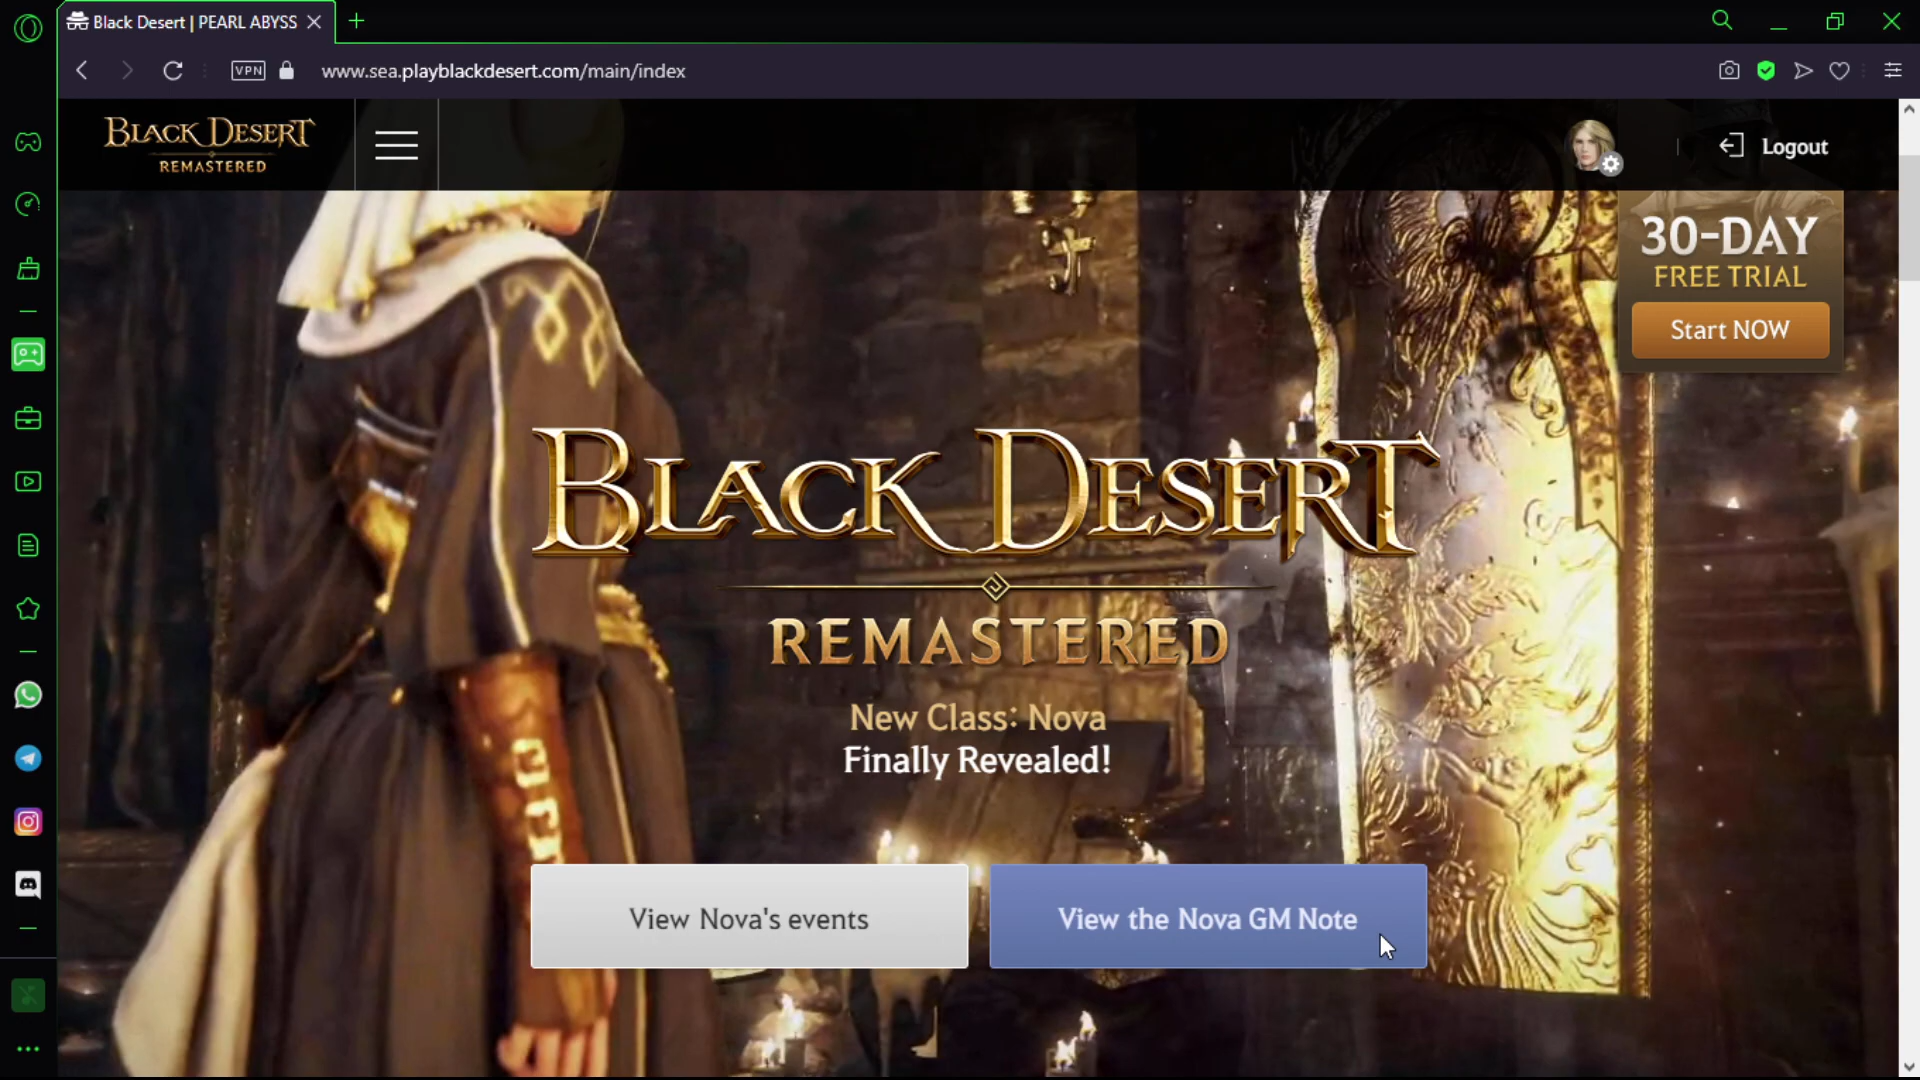 Black Desert | PEARL ABYSS
VPN
www.sea.playblackdesert.com/main/index
BLACK DESERT
REMASTERED
Logout
30-DAY
FREE TRIAL
Start NOW
BLACK DESERT
REMASTERED
New Class: Nova
Finally Revealed!
View Nova's events
View the Nova GM Note